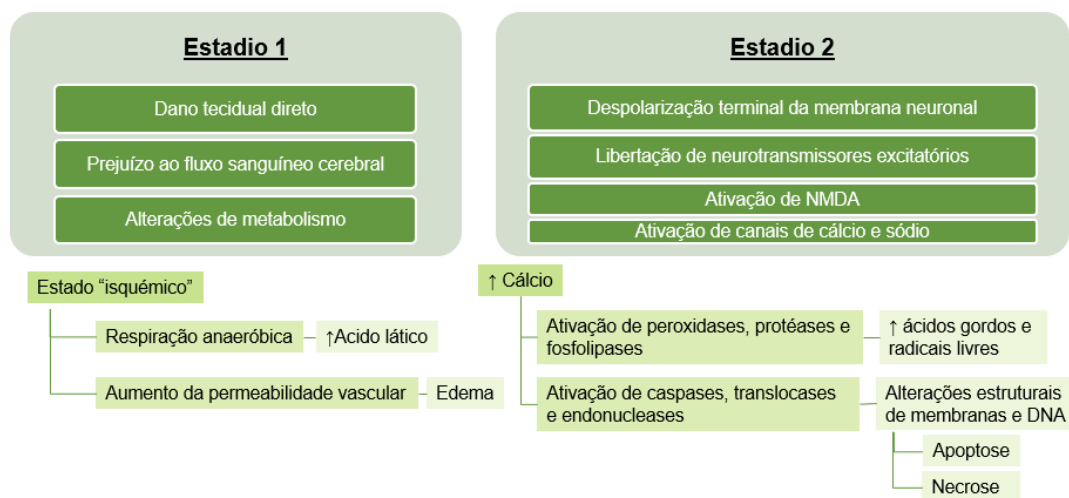 Estadio 1
Dano tecidual direto
Prejuízo ao fluxo sanguíneo cerebral
Alterações de metabolismo
Estado “isquémico”
Respiração anaeróbica
↑Acido lático
Aumento da permeabilidade vascular
Edema
Estadio 2
Despolarização terminal da membrana neuronal
Libertação de neurotransmissores excitatórios
Ativação de NMDA
Ativação de canais de cálcio e sódio
↑ Cálcio
Ativação de peroxidases, protéases e
fosfolipases
↑ ácidos gordos e
radicais livres
Ativação de caspases, translocases
e endonucleases
Alterações estruturais
de membranas e DNA
Apoptose
Necrose